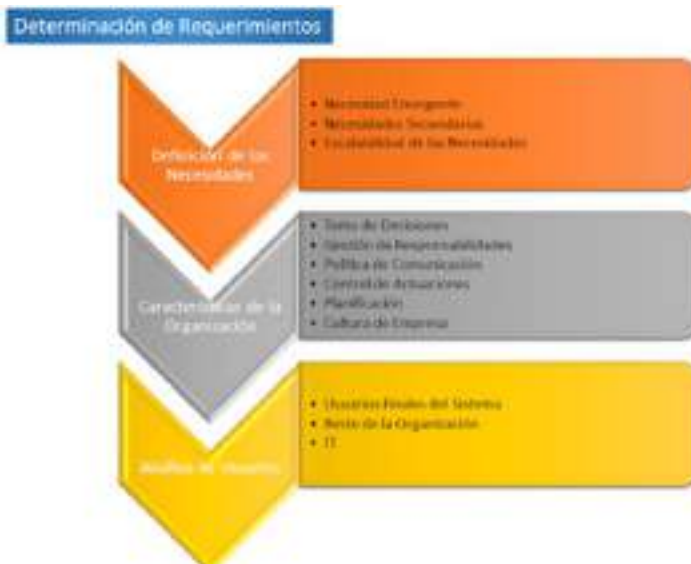 Determinación de Requerimientos
Definición de las
Necesidades
• Necesidad Emergente
• Necesidades Secundarias
• Escalabilidad de las Necesidades
Características de la
Organización
• Toma de Decisiones
• Gestión de Responsabilidades
• Política de Comunicación
• Control de Actuaciones
• Planificación
• Cultura de Empresa
Análisis de Usuarios
• Usuarios Finales del Sistema
• Resto de la Organización
• IT